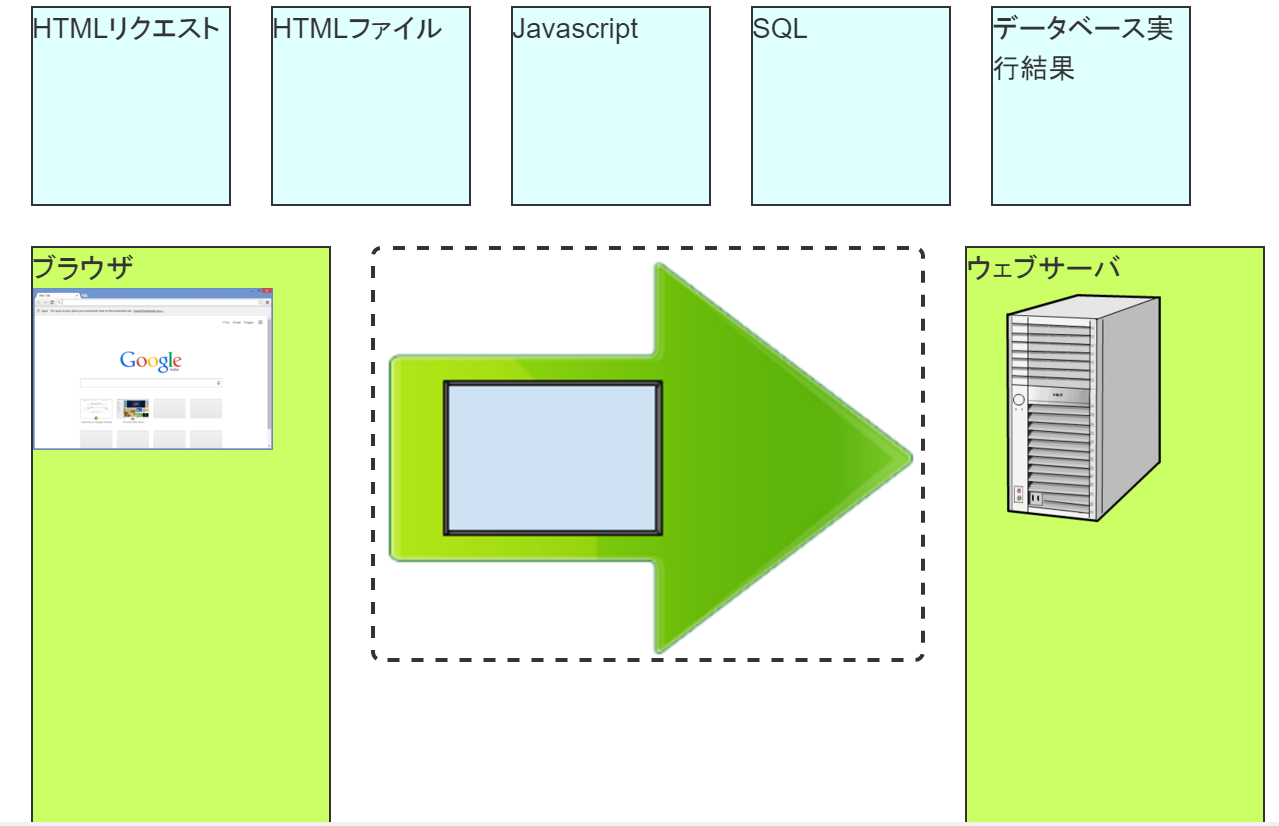 HTMLリクエスト
HTMLファイル
Javascript
SQL
データベース実
行結果
ブラウザ
ウェブサーバ
Google